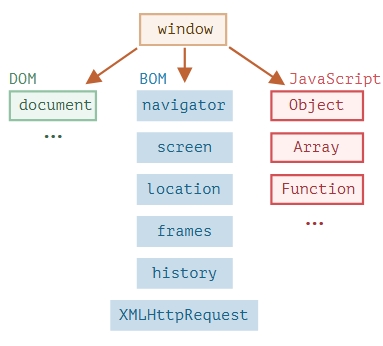 window
DOM
BOM
JavaScript
document
navigator
Object
...
screen
Array
location
Function
...
frames
history
XMLHttpRequest